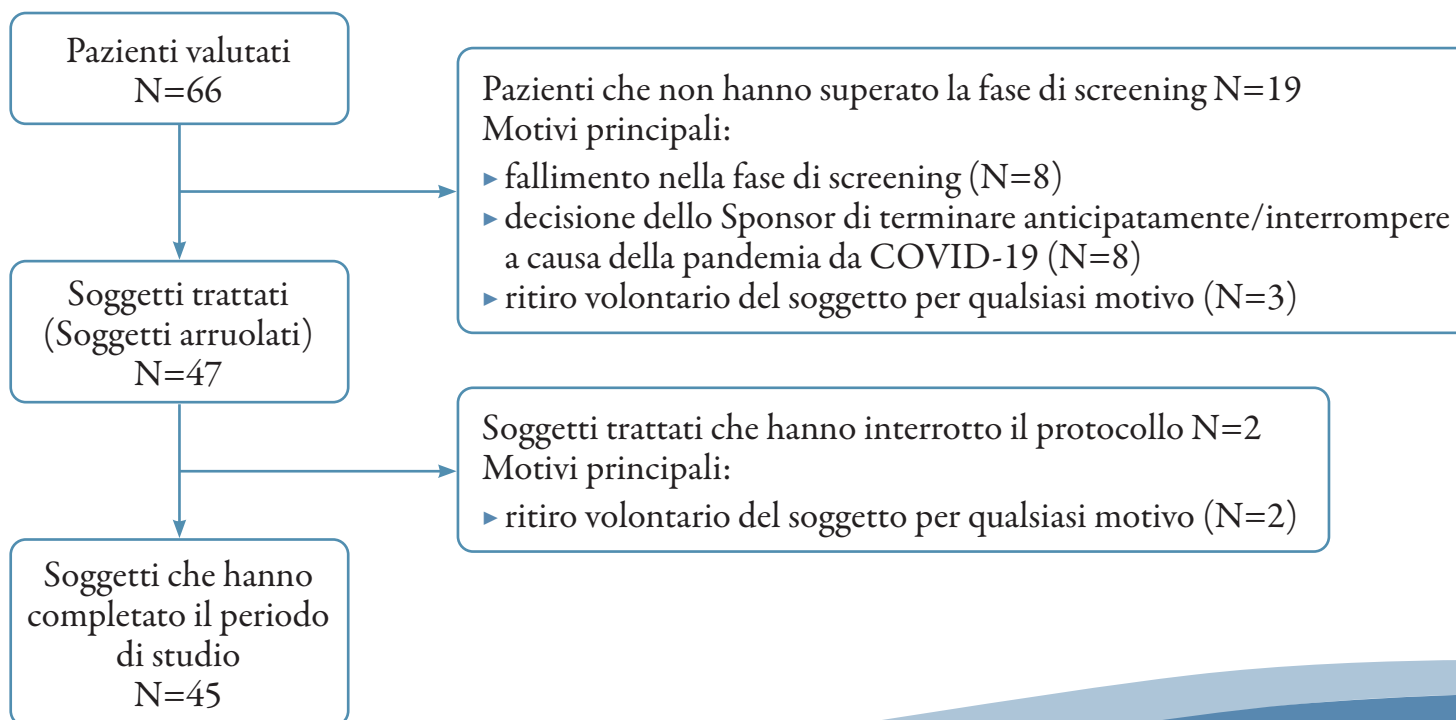 Pazienti valutati
N=66
Pazienti che non hanno superato la fase di screening N=19
Motivi principali:
▸ fallimento nella fase di screening (N=8)
▸ decisione dello Sponsor di terminare anticipatamente/interrompere
a causa della pandemia da COVID-19 (N=8)
▸ ritiro volontario del soggetto per qualsiasi motivo (N=3)
Soggetti trattati
(Soggetti arruolati)
N=47
Soggetti trattati che hanno interrotto il protocollo N=2
Motivi principali:
▸ ritiro volontario del soggetto per qualsiasi motivo (N=2)
Soggetti che hanno
completato il periodo
di studio
N=45